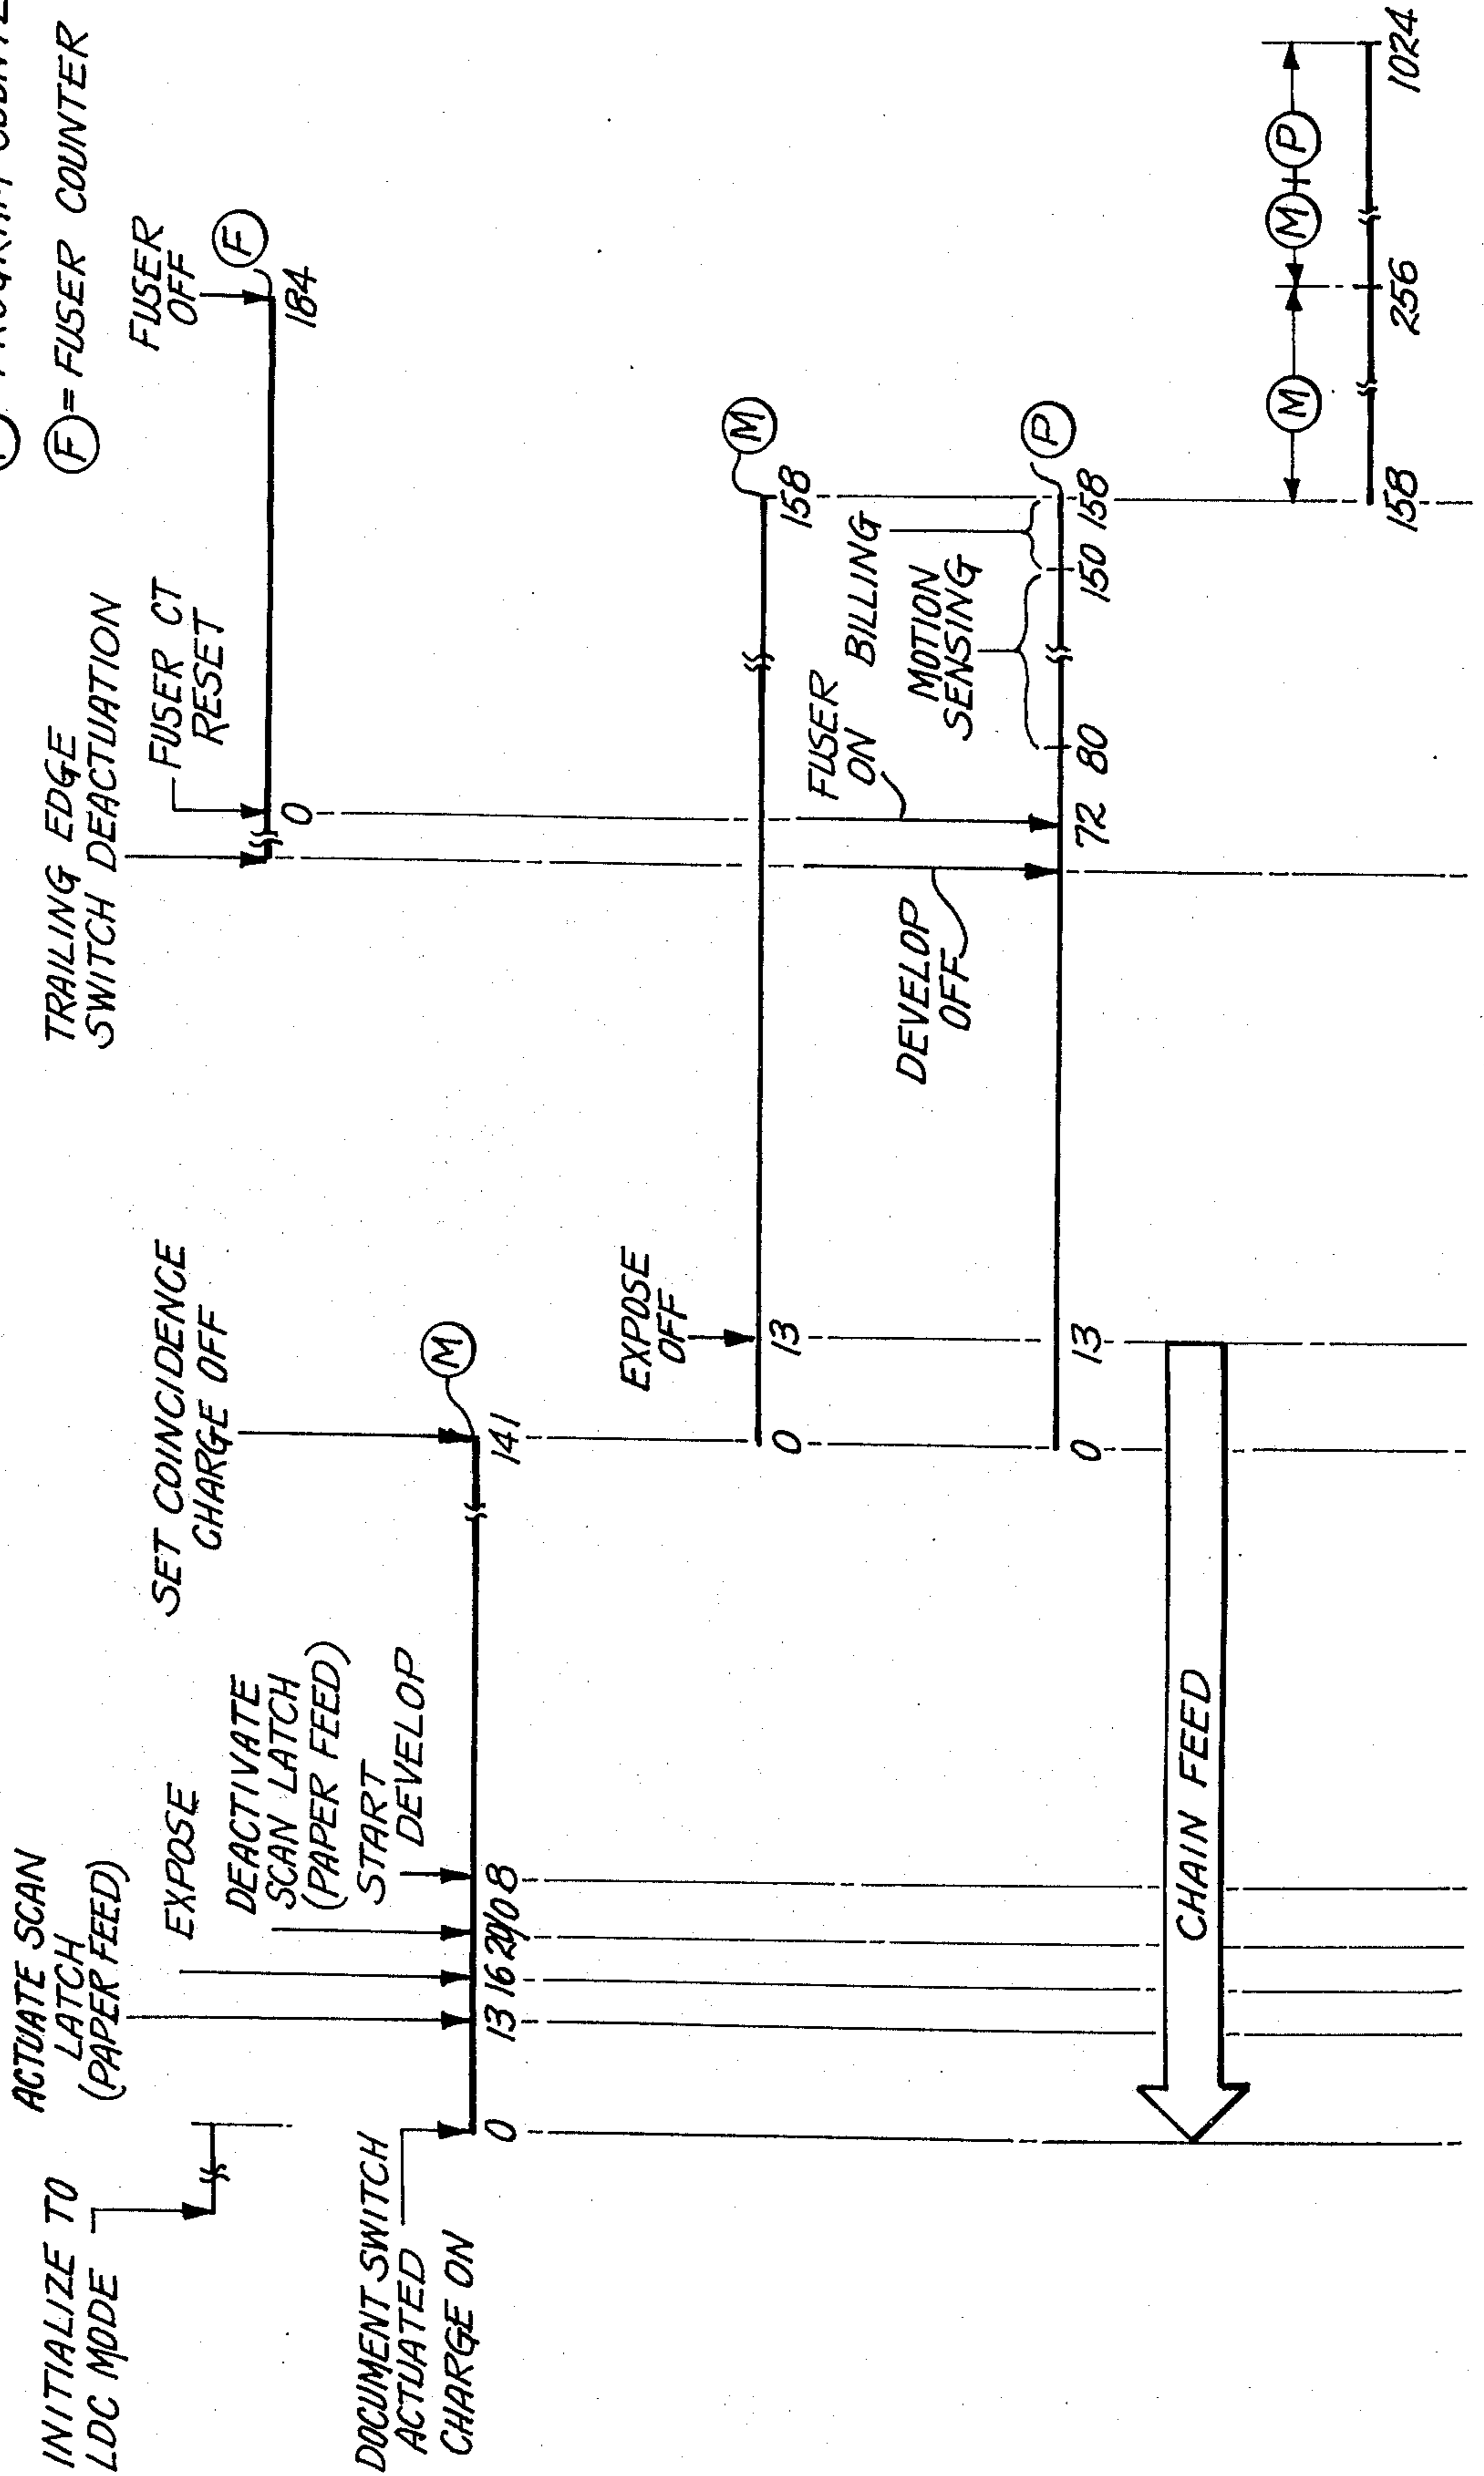 (F) = FUSER COUNTER
INITIALIZE TO
LDC MODE
ACTUATE SCAN
LATCH
(PAPER FEED)
EXPOSE
DEACTIVATE
SCAN LATCH
(PAPER FEED)
START
DEVELOP
SET COINCIDENCE
CHARGE OFF
TRAILING EDGE
SWITCH DEACTUATION
FUSER CT
RESET
FUSER
OFF
F
0
184
DOCUMENT SWITCH
ACTUATED
CHARGE ON
0 13 16 20/0 8
141
M
EXPOSE
OFF
0
13
158
M
DEVELOP
OFF
FUSER
ON
BILLING
MOTION
SENSING
0
13
72
80
150
158
P
CHAIN FEED
M
M+P
158
256
1024